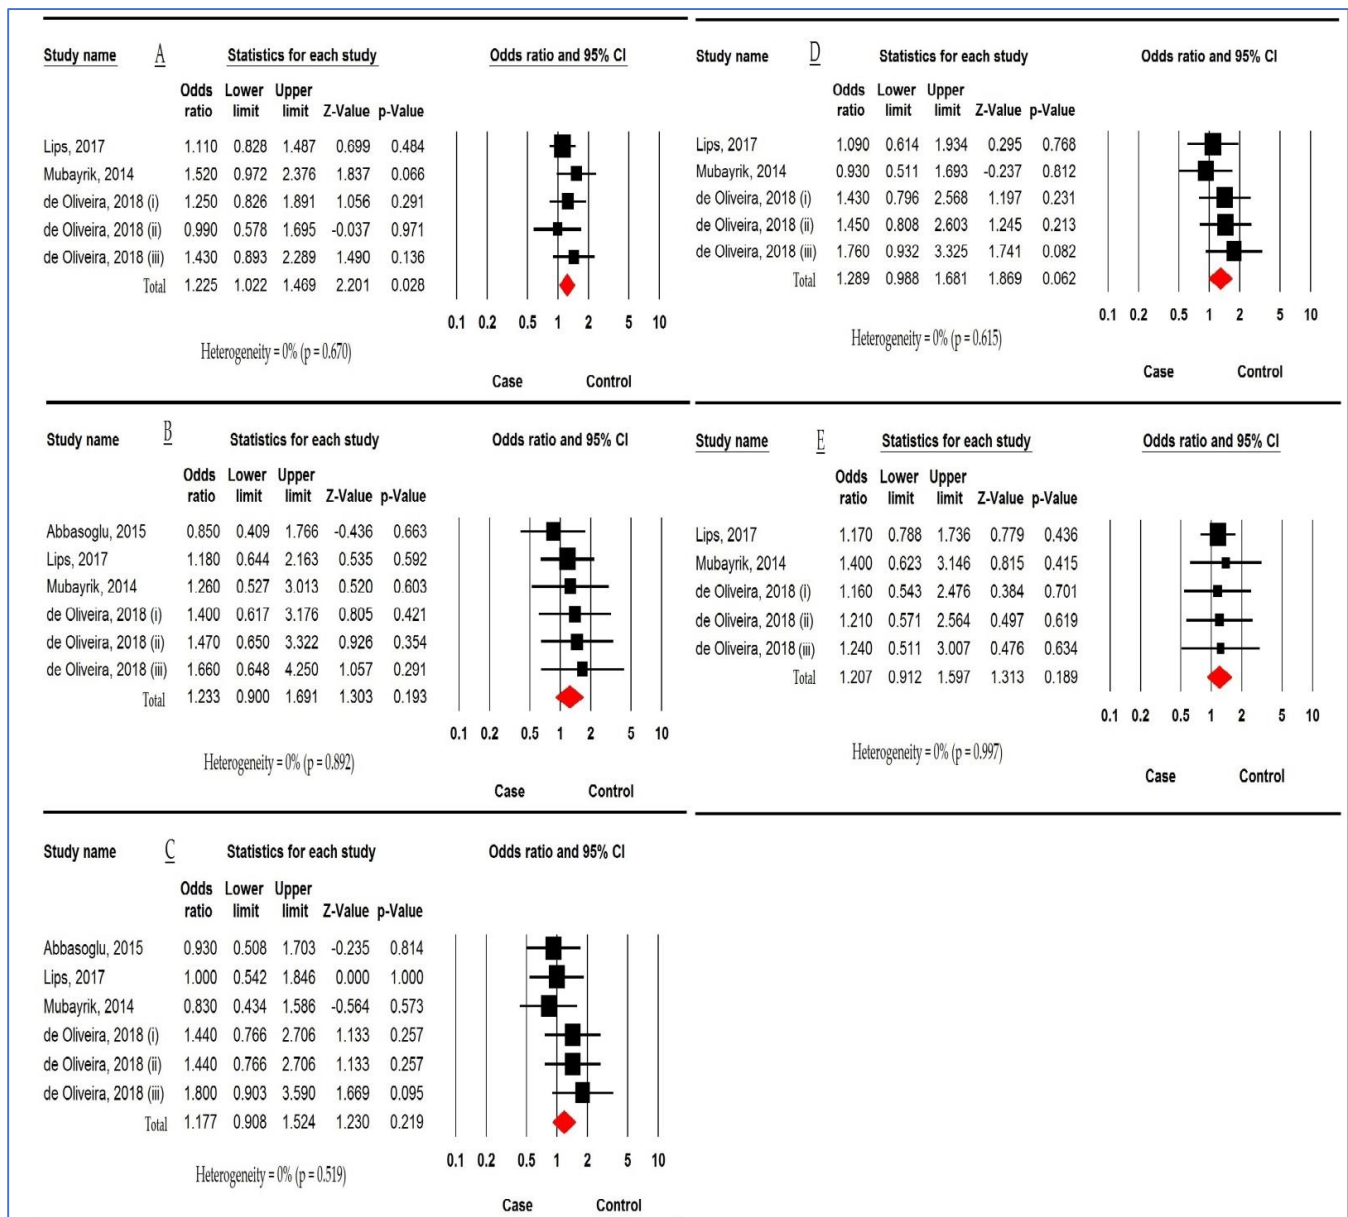 Study name A Statistics for each study Odds ratio and 95% CI
Odds Lower Upper
ratio limit limit Z-Value p-Value
Lips, 2017 1.110 0.828 1.487 0.699 0.484
Mubayrik, 2014 1.520 0.972 2.376 1.837 0.066
de Oliveira, 2018 (i) 1.250 0.826 1.891 1.056 0.291
de Oliveira, 2018 (ii) 0.990 0.578 1.695 -0.037 0.971
de Oliveira, 2018 (iii) 1.430 0.893 2.289 1.490 0.136
Total 1.225 1.022 1.469 2.201 0.028
0.1 0.2 0.5 1 2 5 10
Heterogeneity = 0% (p = 0.670)
Case Control
Study name B Statistics for each study Odds ratio and 95% CI
Odds Lower Upper
ratio limit limit Z-Value p-Value
Abbasoglu, 2015 0.850 0.409 1.766 -0.436 0.663
Lips, 2017 1.180 0.644 2.163 0.535 0.592
Mubayrik, 2014 1.260 0.527 3.013 0.520 0.603
de Oliveira, 2018 (i) 1.400 0.617 3.176 0.805 0.421
de Oliveira, 2018 (ii) 1.470 0.650 3.322 0.926 0.354
de Oliveira, 2018 (iii) 1.660 0.648 4.250 1.057 0.291
Total 1.233 0.900 1.691 1.303 0.193
0.1 0.2 0.5 1 2 5 10
Heterogeneity = 0% (p = 0.892)
Case Control
Study name C Statistics for each study Odds ratio and 95% CI
Odds Lower Upper
ratio limit limit Z-Value p-Value
Abbasoglu, 2015 0.930 0.508 1.703 -0.235 0.814
Lips, 2017 1.000 0.542 1.846 0.000 1.000
Mubayrik, 2014 0.830 0.434 1.586 -0.564 0.573
de Oliveira, 2018 (i) 1.440 0.766 2.706 1.133 0.257
de Oliveira, 2018 (ii) 1.440 0.766 2.706 1.133 0.257
de Oliveira, 2018 (iii) 1.800 0.903 3.590 1.669 0.095
Total 1.177 0.908 1.524 1.230 0.219
0.1 0.2 0.5 1 2 5 10
Heterogeneity = 0% (p = 0.519)
Case Control
Study name D Statistics for each study Odds ratio and 95% CI
Odds Lower Upper
ratio limit limit Z-Value p-Value
Lips, 2017 1.090 0.614 1.934 0.295 0.768
Mubayrik, 2014 0.930 0.511 1.693 -0.237 0.812
de Oliveira, 2018 (i) 1.430 0.796 2.568 1.197 0.231
de Oliveira, 2018 (ii) 1.450 0.808 2.603 1.245 0.213
de Oliveira, 2018 (iii) 1.760 0.932 3.325 1.741 0.082
Total 1.289 0.988 1.681 1.869 0.062
0.1 0.2 0.5 1 2 5 10
Heterogeneity = 0% (p = 0.615)
Case Control
Study name E Statistics for each study Odds ratio and 95% CI
Odds Lower Upper
ratio limit limit Z-Value p-Value
Lips, 2017 1.170 0.788 1.736 0.779 0.436
Mubayrik, 2014 1.400 0.623 3.146 0.815 0.415
de Oliveira, 2018 (I) 1.160 0.543 2.476 0.384 0.701
de Oliveira, 2018 (ii) 1.210 0.571 2.564 0.497 0.619
de Oliveira, 2018 (iii) 1.240 0.511 3.007 0.476 0.634
Total 1.207 0.912 1.597 1.313 0.189
0.1 0.2 0.5 1 2 5 10
Heterogeneity = 0% (p = 0.997)
Case Control